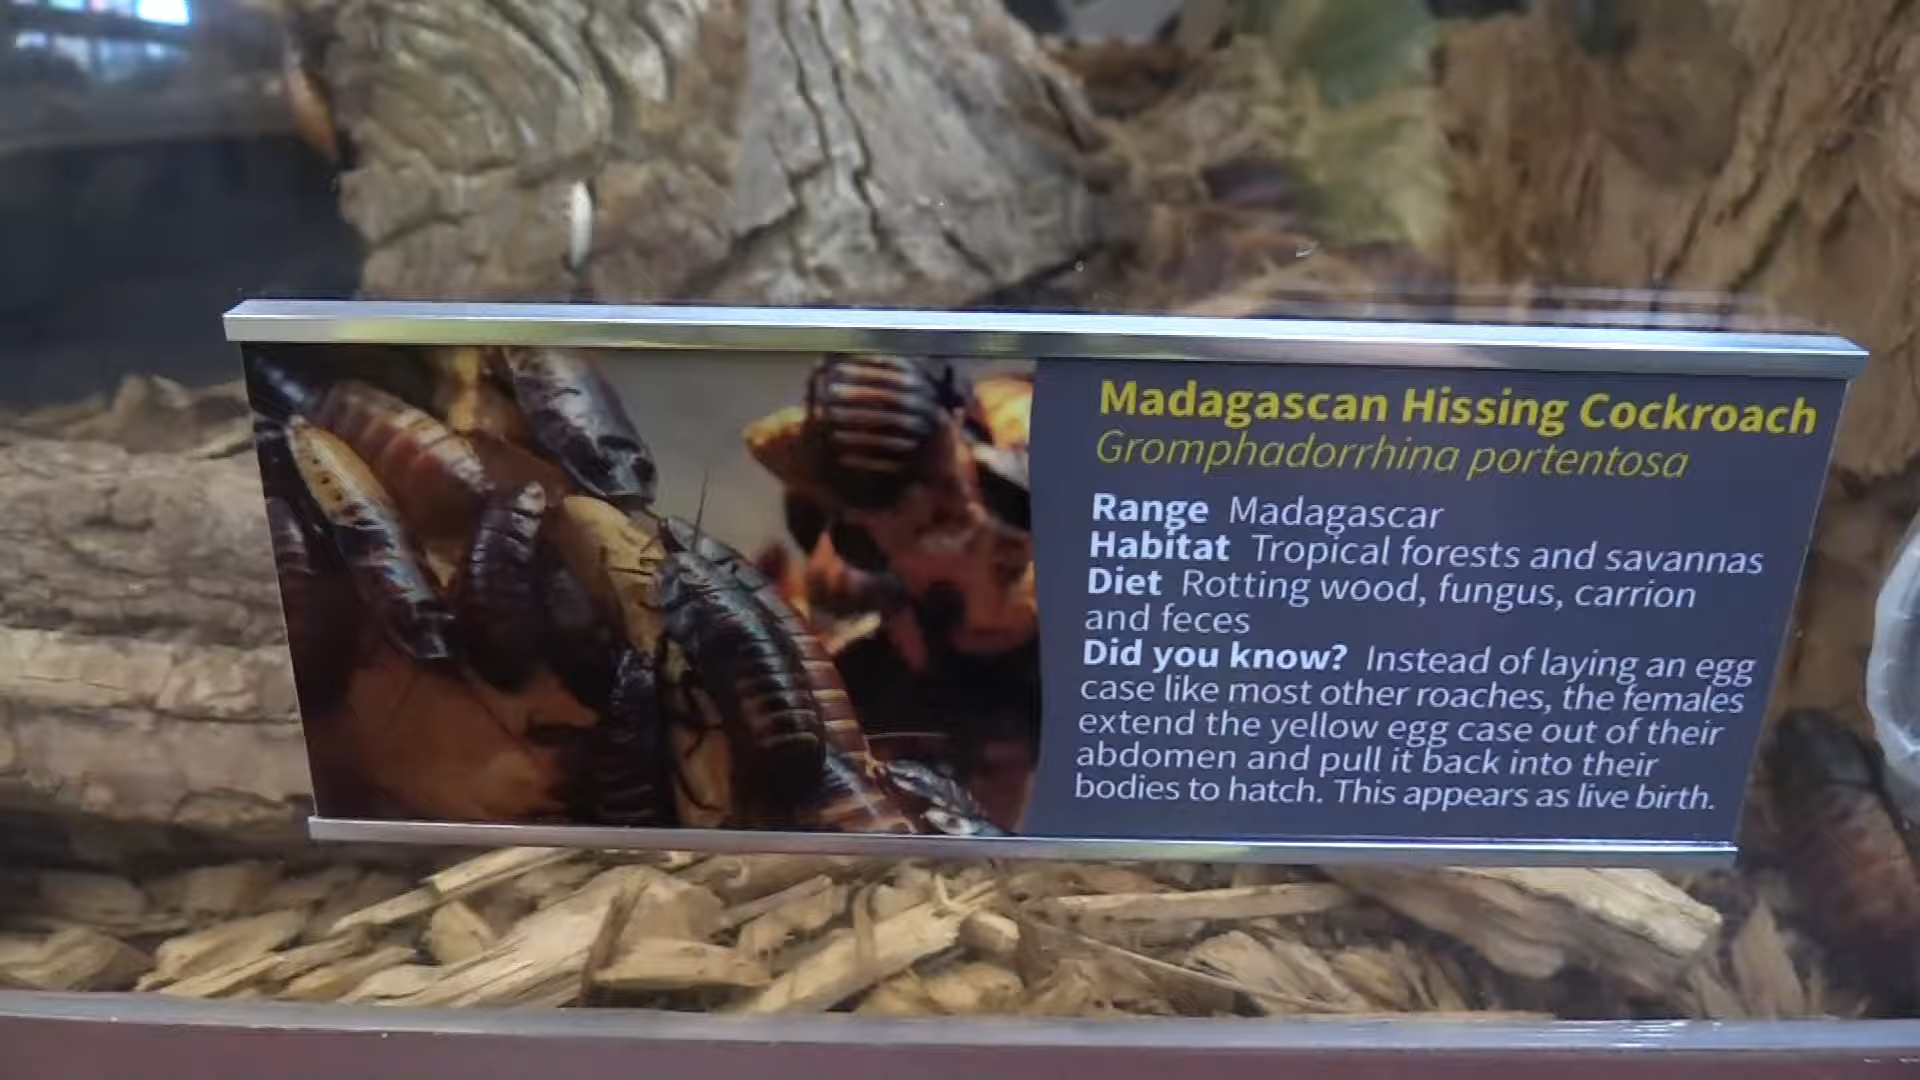 Madagascan Hissing Cockroach
Gromphadorrhina portentosa
Range Madagascar
Habitat Tropical forests and savannas
Diet Rotting wood, fungus, carrion
and feces
Did you know? Instead of laying an egg
case like most other roaches, the females
extend the yellow egg case out of their
abdomen and pull it back into their
bodies to hatch. This appears as live birth.